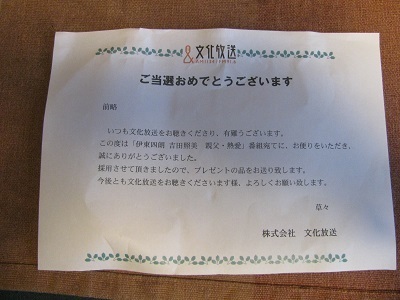 & 文化放送
ご当選おめでとうございます
前略
いつも文化放送をお聴きくださり、有難うございます。
この度は「伊東四朗 吉田照美 親父・熱愛」番組宛てに、お便りをいただき、
誠にありがとうございました。
採用させて頂きましたので、プレゼントの品をお送り致します。
今後とも文化放送をお聴きくださいます様、よろしくお願い致します。
草々
株式会社 文化放送